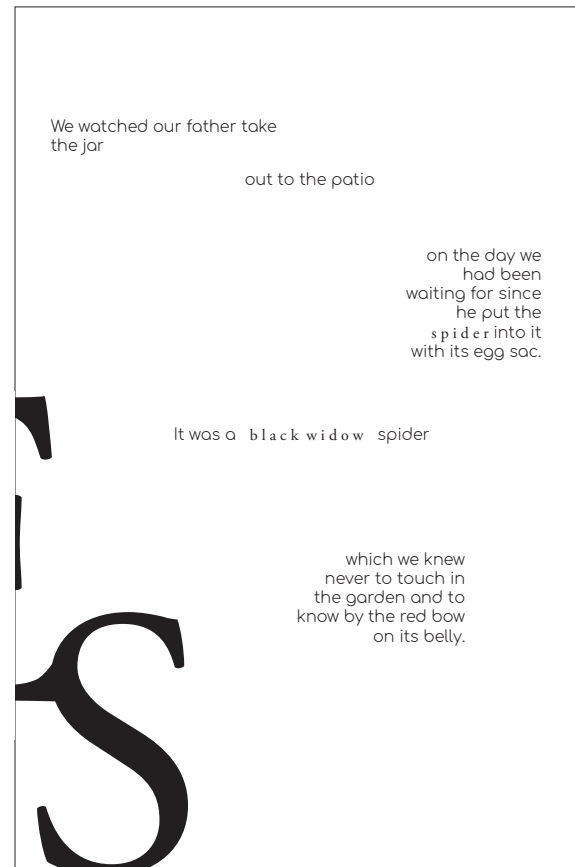 We watched our father take
the jar
out to the patio
on the day we
had been
waiting for since
he put the
spider into it
with its egg sac.
It was a black widow spider
which we knew
never to touch in
the garden and to
know by the red bow
on its belly.
S